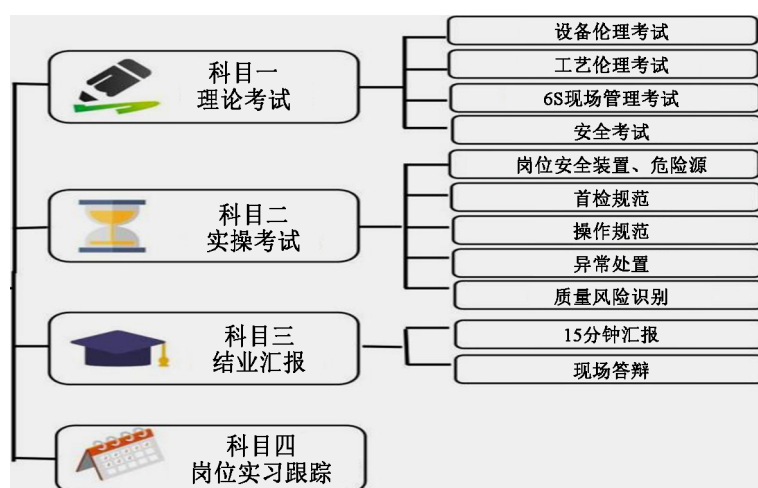 科目一
理论考试
设备伦理考试
工艺伦理考试
6S现场管理考试
安全考试
科目二
实操考试
岗位安全装置、危险源
首检规范
操作规范
异常处置
质量风险识别
科目三
结业汇报
15分钟汇报
现场答辩
科目四
岗位实习跟踪